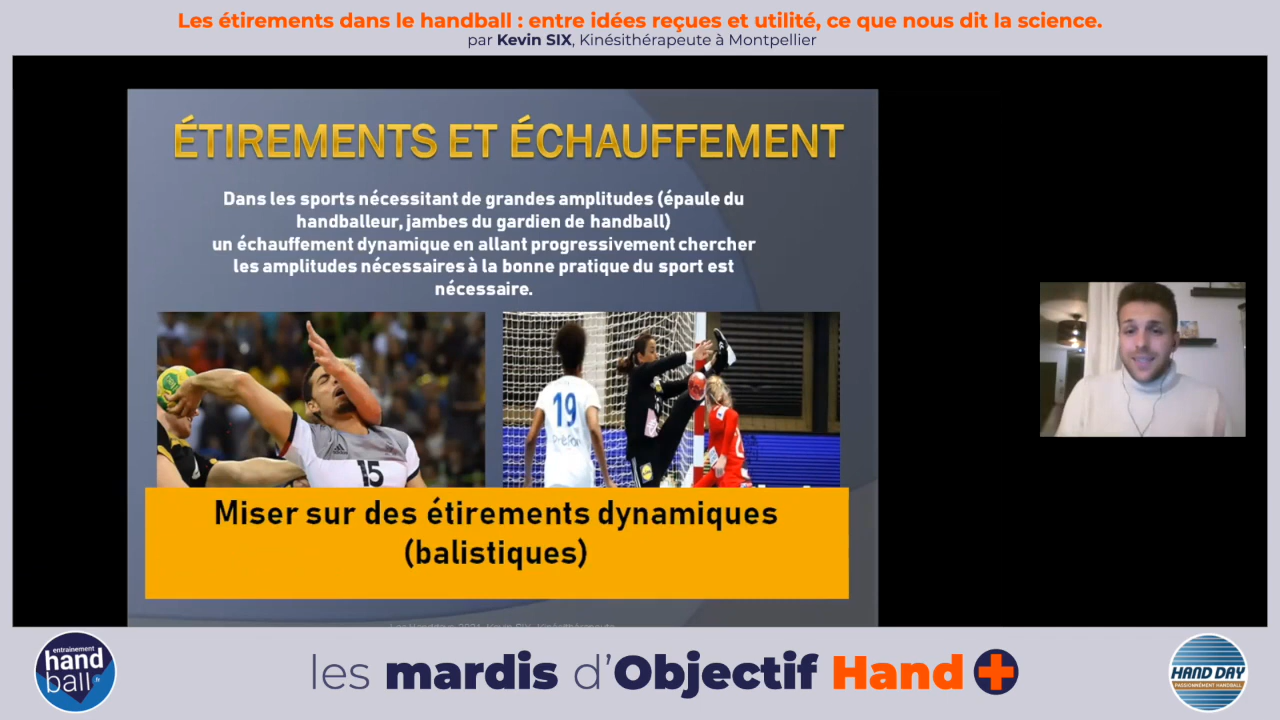 Les étirements dans le handball : entre idées reçues et utilité, ce que nous dit la science.
par Kevin SIX, Kinésithérapeute à Montpellier
ÉTIREMENTS ET ÉCHAUFFEMENT
Dans les sports nécessitant de grandes amplitudes (épaule du
handballeur, jambes du gardien de handball)
un échauffement dynamique en allant progressivement chercher
les amplitudes nécessaires à la bonne pratique du sport est
nécessaire.
15
19
Miser sur des étirements dynamiques
(balistiques)
entrainement
hand
ball
.fr
les mardis d'Objectif Hand+
HAND DAY
PASSIONNÉMENT HANDBALL